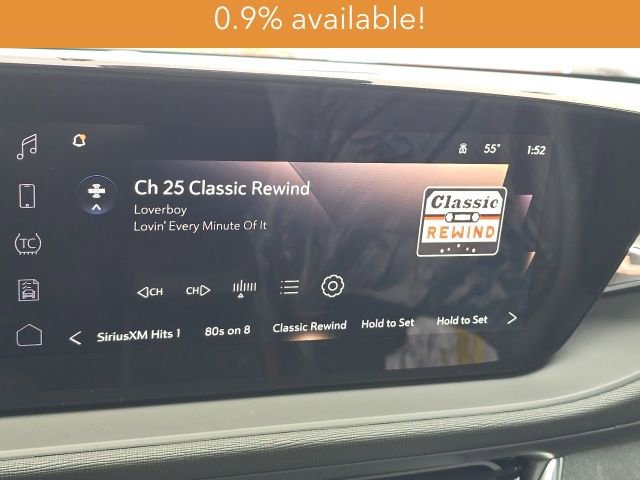 0.9% available!
55° 1:52
Ch 25 Classic Rewind
Loverboy
Lovin' Every Minute Of It
Classic
REWIND
TC
CH CH
SiriusXM Hits 1 80s on 8 Classic Rewind Hold to Set Hold to Set